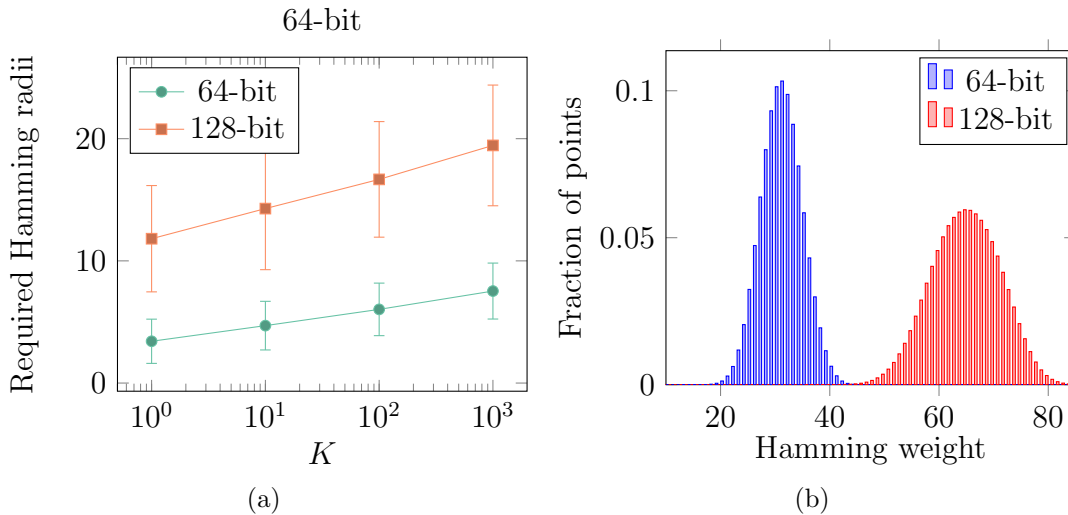 64-bit
Required Hamming radii
20
10
0
64-bit
128-bit
10^0 10^1 10^2 10^3
K
(a)
Fraction of points
0.1
0.05
0
64-bit
128-bit
20 40 60 80
Hamming weight
(b)